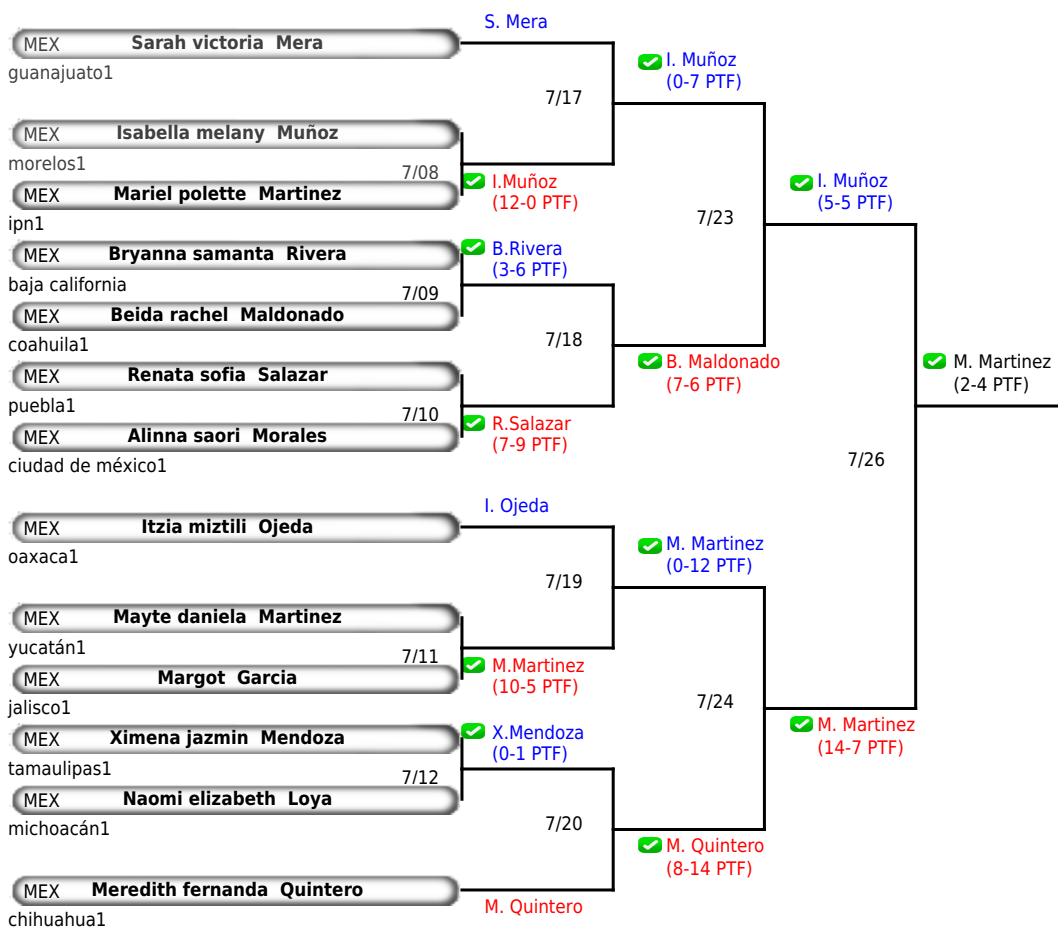 S. Mera
MEX Sarah victoria Mera
guanajuato1
I. Muñoz
(0-7 PTF)
7/17
MEX Isabella melany Muñoz
morelos1
7/08
I.Muñoz
(12-0 PTF)
MEX Mariel polette Martinez
ipn1
I. Muñoz
(5-5 PTF)
7/23
MEX Bryanna samanta Rivera
baja california
B.Rivera
(3-6 PTF)
7/09
MEX Beida rachel Maldonado
coahuila1
7/18
B. Maldonado
(7-6 PTF)
M. Martinez
(2-4 PTF)
MEX Renata sofia Salazar
puebla1
7/10
R.Salazar
(7-9 PTF)
MEX Alinna saori Morales
ciudad de méxico1
7/26
I. Ojeda
MEX Itzia miztili Ojeda
oaxaca1
M. Martinez
(0-12 PTF)
7/19
MEX Mayte daniela Martinez
yucatán1
7/11
M.Martinez
(10-5 PTF)
MEX Margot Garcia
jalisco1
7/24
M. Martinez
(14-7 PTF)
MEX Ximena jazmin Mendoza
tamaulipas1
X.Mendoza
(0-1 PTF)
7/12
MEX Naomi elizabeth Loya
michoacán1
7/20
M. Quintero
(8-14 PTF)
MEX Meredith fernanda Quintero
chihuahua1
M. Quintero